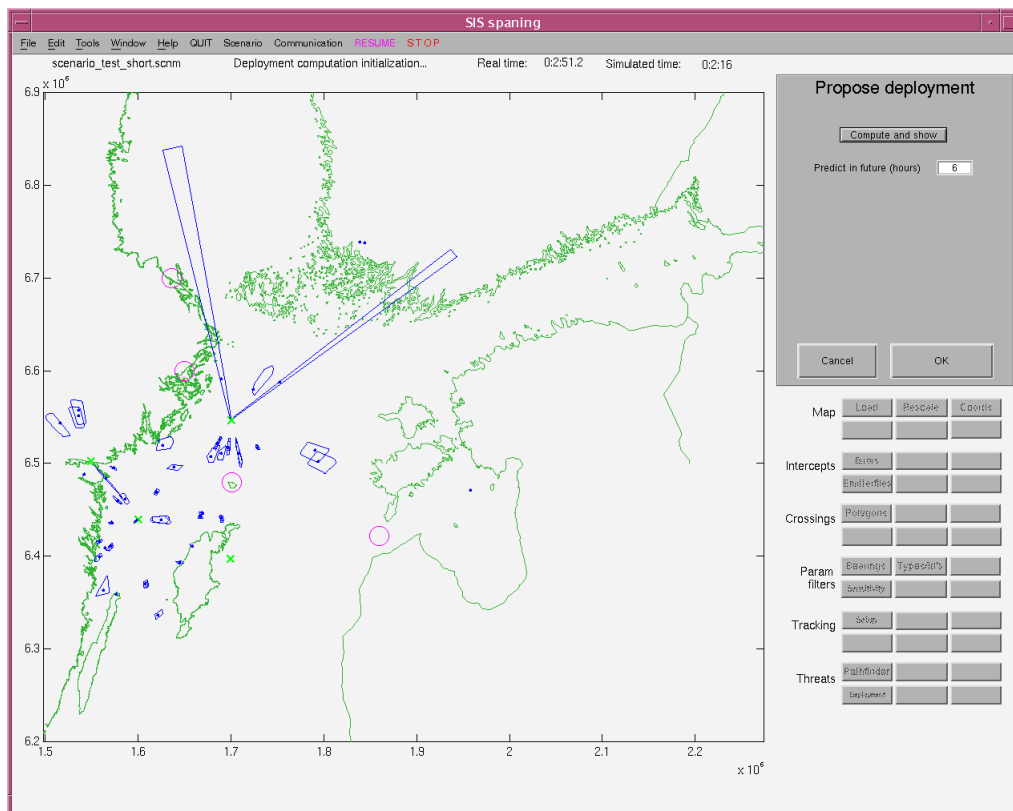 SIS spaning
File Edit Tools Window Help QUIT Scenario Communication RESUME STOP
scenario_test_short.scnm Deployment computation initialization... Real time: 0:2:51.2 Simulated time: 0:2:16
x 10^6
6.9
6.8
6.7
6.6
6.5
6.4
6.3
6.2
1.5 1.6 1.7 1.8 1.9 2 2.1 2.2
x 10^6
Propose deployment
Compute and show
Predict in future (hours) 6
Cancel OK
Map Load Rescale Coords
Intercepts Errors
Crossings Polygons
Param filters Bearings Types/Id's
Sensitivity
Tracking Setup
Threats Pathfinder
Deployment